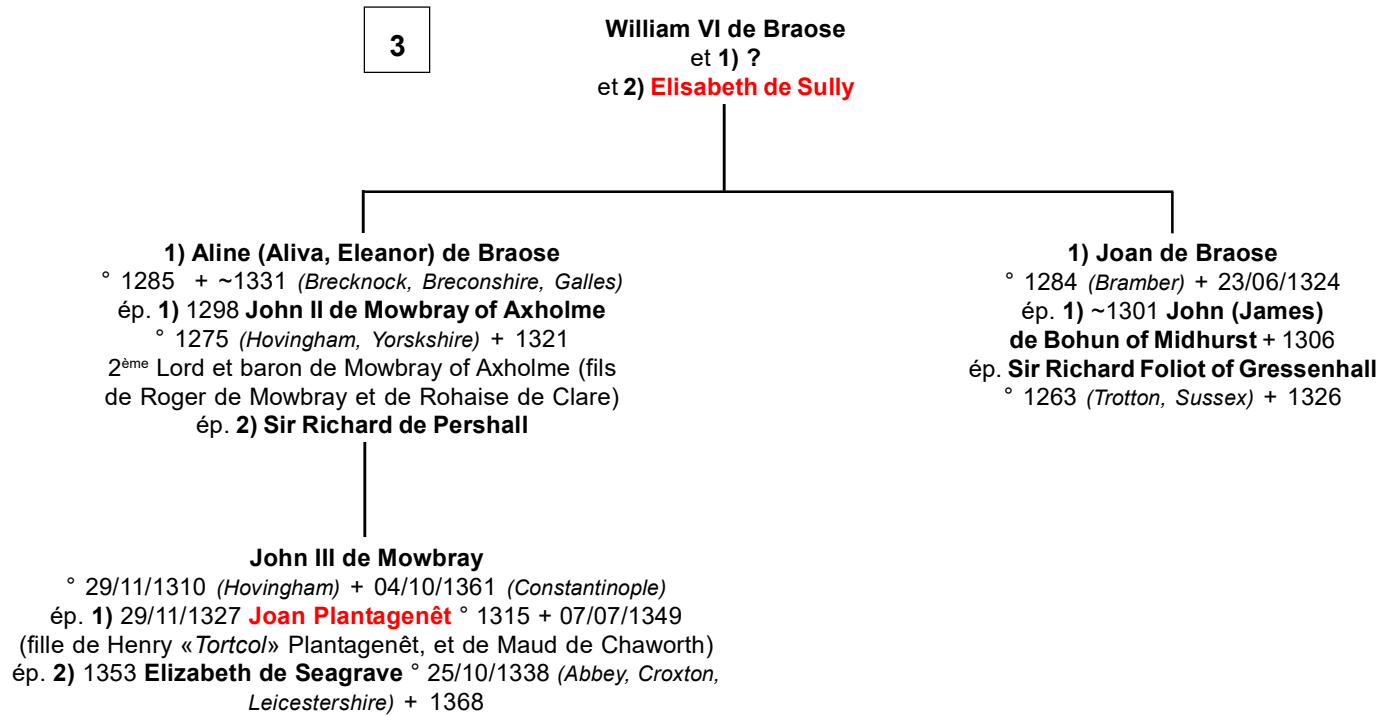 3
William VI de Braose
et 1) ?
et 2) Elisabeth de Sully
1) Aline (Aliva, Eleanor) de Braose
° 1285 + ~1331 (Brecknock, Breconshire, Galles)
ép. 1) 1298 John II de Mowbray of Axholme
° 1275 (Hovingham, Yorskshire) + 1321
2ème Lord et baron de Mowbray of Axholme (fils
de Roger de Mowbray et de Rohaise de Clare)
ép. 2) Sir Richard de Pershall
1) Joan de Braose
° 1284 (Bramber) + 23/06/1324
ép. 1) ~1301 John (James)
de Bohun of Midhurst + 1306
ép. Sir Richard Foliot of Gressenhall
° 1263 (Trotton, Sussex) + 1326
John III de Mowbray
° 29/11/1310 (Hovingham) + 04/10/1361 (Constantinople)
ép. 1) 29/11/1327 Joan Plantagenêt ° 1315 + 07/07/1349
(fille de Henry «Tortcol» Plantagenêt, et de Maud de Chaworth)
ép. 2) 1353 Elizabeth de Seagrave ° 25/10/1338 (Abbey, Croxton,
Leicestershire) + 1368